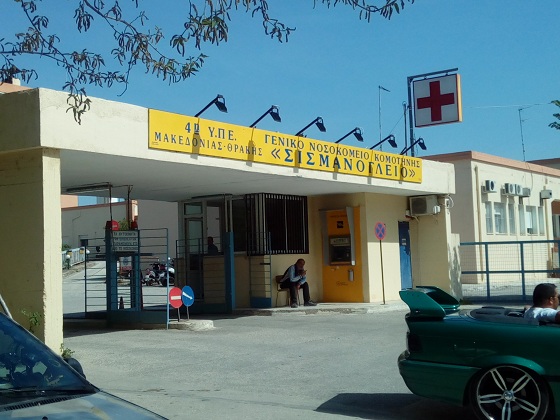 4η Υ.ΠΕ.
ΜΑΚΕΔΟΝΙΑΣ-ΘΡΑΚΗΣ
ΓΕΝΙΚΟ ΝΟΣΟΚΟΜΕΙΟ ΚΟΜΟΤΗΝΗΣ
«ΣΙΣΜΑΝΟΓΛΕΙΟ»